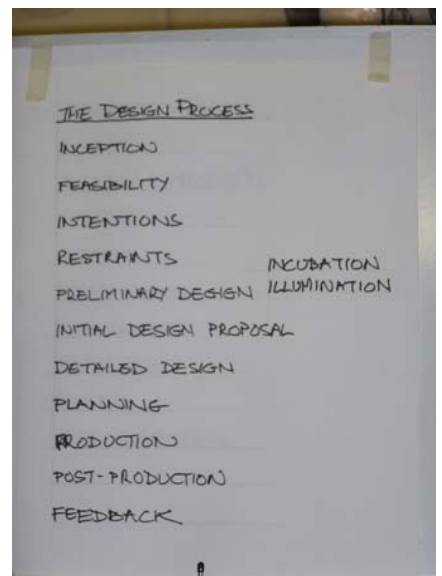 THE DESIGN PROCESS
INCEPTION
FEASIBILITY
INTENTIONS
RESTRAINTS
INCUBATION
PRELIMINARY DESIGN
ILLUMINATION
INITIAL DESIGN PROPOSAL
DETAILED DESIGN
PLANNING
PRODUCTION
POST-PRODUCTION
FEEDBACK